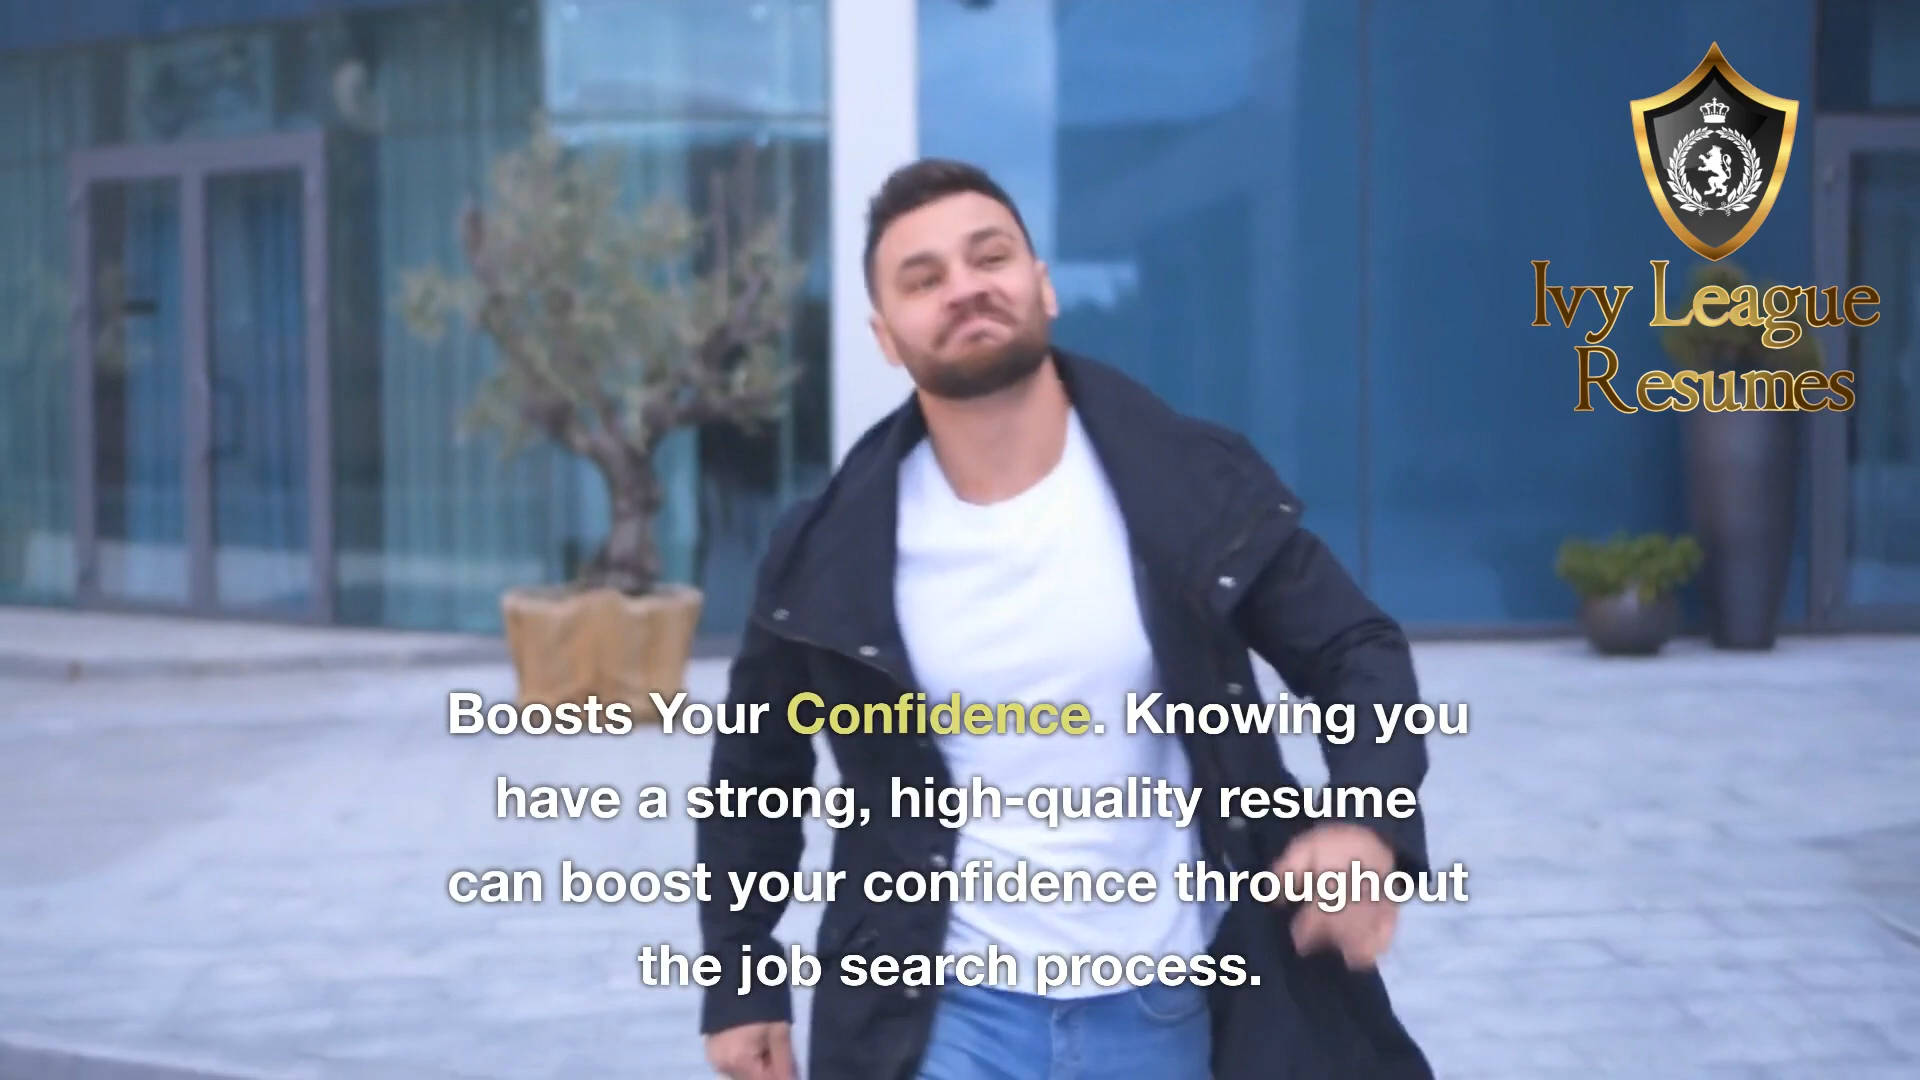 Ivy League
Resumes
Boosts Your Confidence. Knowing you
have a strong, high-quality resume
can boost your confidence throughout
the job search process.